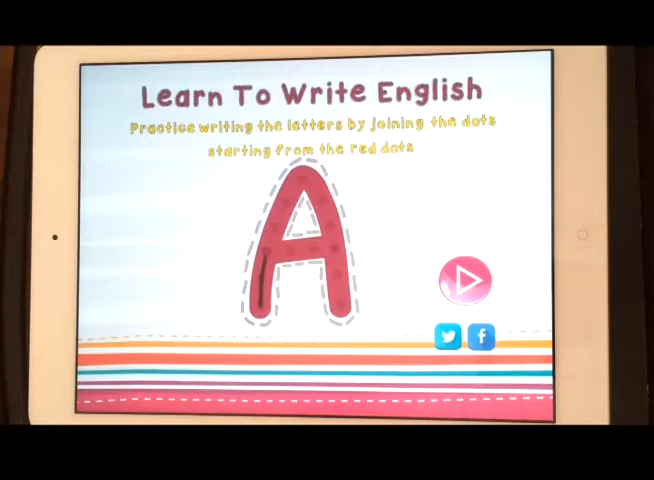 Learn To Write English
Practice writing the letters by joining the dots
starting from the red dots
A
f